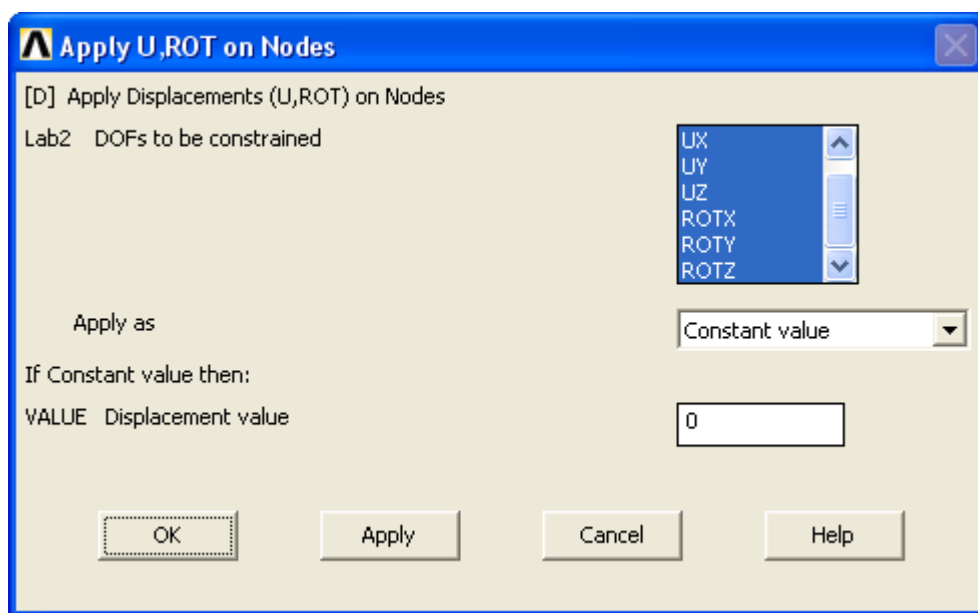 Apply U,ROT on Nodes
[D] Apply Displacements (U,ROT) on Nodes
Lab2 DOFs to be constrained
UX
UY
UZ
ROTX
ROTY
ROTZ
Apply as Constant value
If Constant value then:
VALUE Displacement value 0
OK Apply Cancel Help